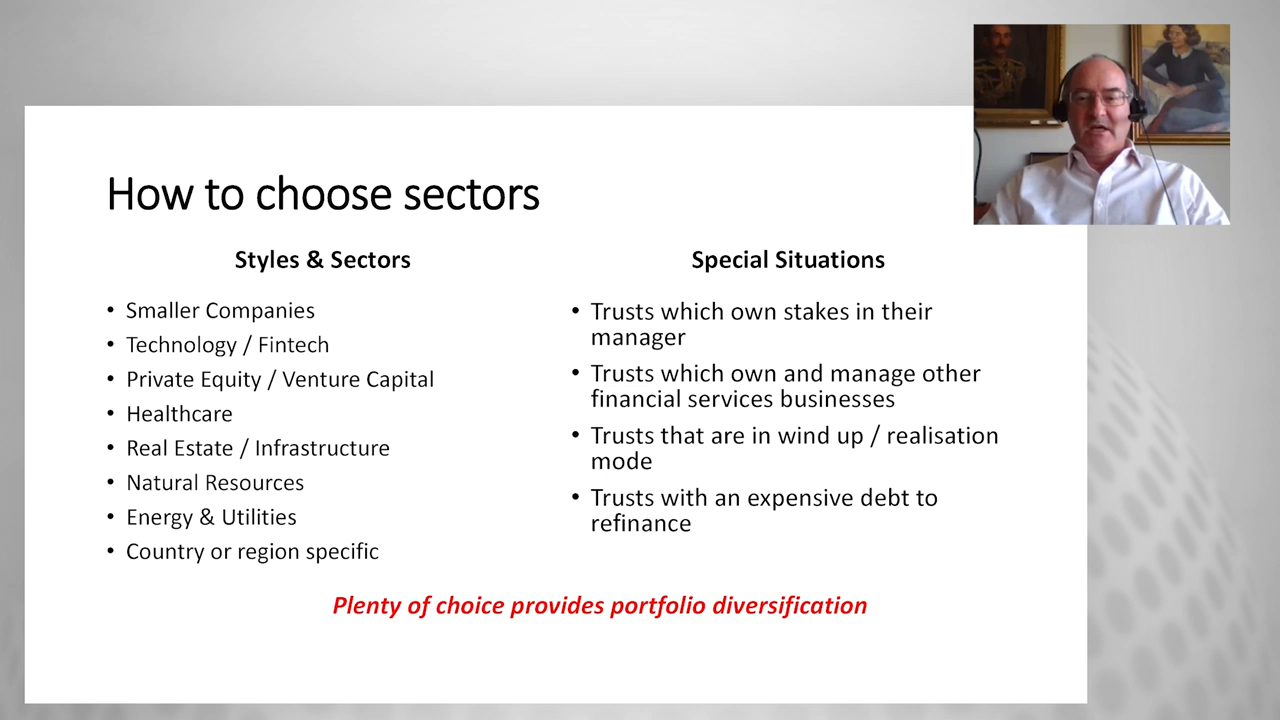 How to choose sectors
Styles & Sectors
• Smaller Companies
• Technology / Fintech
• Private Equity / Venture Capital
• Healthcare
• Real Estate / Infrastructure
• Natural Resources
• Energy & Utilities
• Country or region specific
Special Situations
• Trusts which own stakes in their
manager
• Trusts which own and manage other
financial services businesses
• Trusts that are in wind up / realisation
mode
• Trusts with an expensive debt to
refinance
Plenty of choice provides portfolio diversification